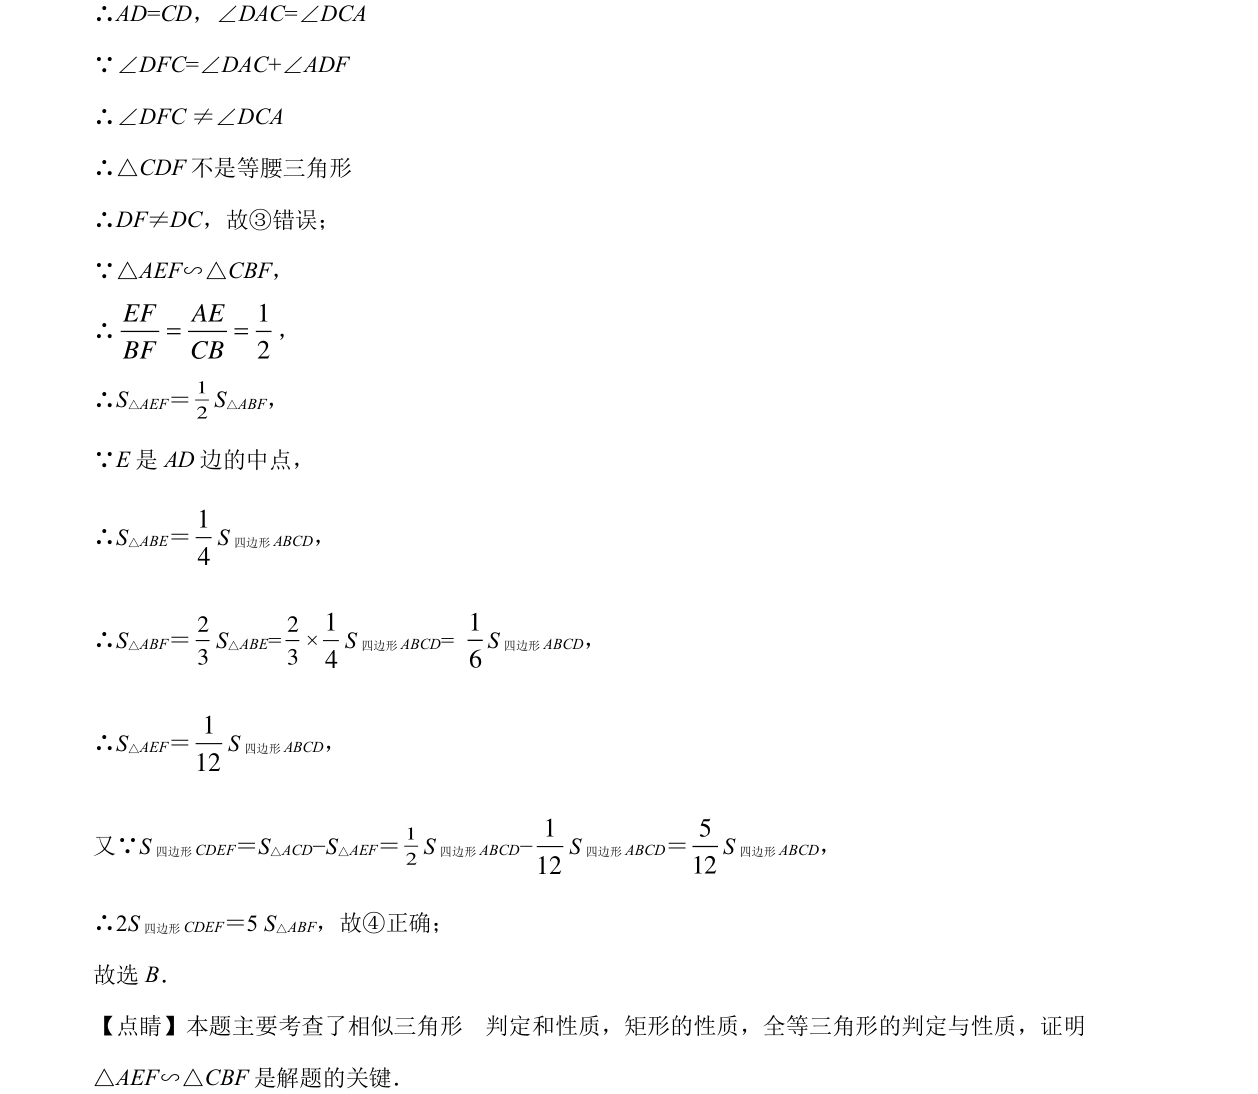 ∴AD=CD，∠DAC=∠DCA
∵∠DFC=∠DAC+∠ADF
∴∠DFC ≠∠DCA
∴△CDF 不是等腰三角形
∴DF≠DC，故③错误；
∵△AEF∽△CBF，
∴EF/BF = AE/CB = 1/2，
∴S△AEF＝1/2 S△ABF，
∵E 是 AD 边的中点，
∴S△ABE＝1/4 S 四边形 ABCD，
∴S△ABF＝2/3 S△ABE=2/3 × 1/4 S 四边形 ABCD= 1/6 S 四边形 ABCD，
∴S△AEF＝1/12 S 四边形 ABCD，
又∵S 四边形 CDEF＝S△ACD−S△AEF＝1/2 S 四边形 ABCD−1/12 S 四边形 ABCD＝5/12 S 四边形 ABCD，
∴2S 四边形 CDEF＝5 S△ABF，故④正确；
故选 B．
【点睛】本题主要考查了相似三角形 判定和性质，矩形的性质，全等三角形的判定与性质，证明
△AEF∽△CBF 是解题的关键．